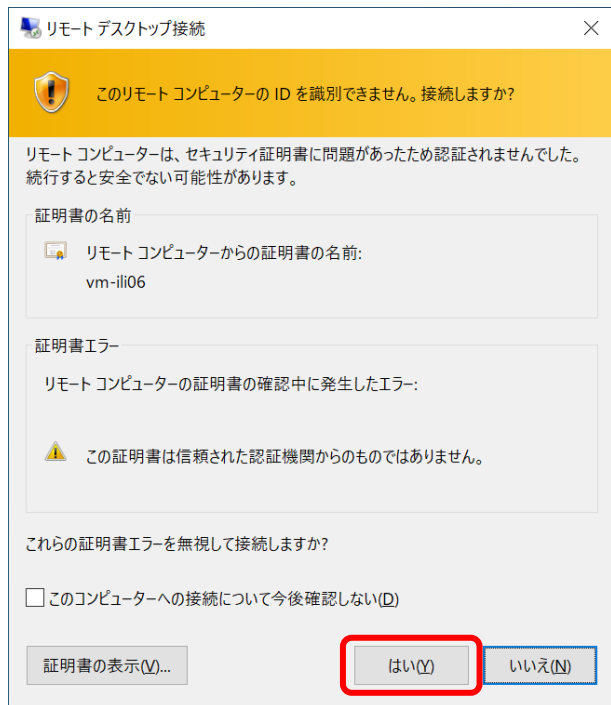 リモート デスクトップ接続
このリモート コンピューターの ID を識別できません。接続しますか?
リモート コンピューターは、セキュリティ証明書に問題があったため認証されませんでした。
続行すると安全でない可能性があります。
証明書の名前
リモート コンピューターからの証明書の名前:
vm-ili06
証明書エラー
リモート コンピューターの証明書の確認中に発生したエラー:
この証明書は信頼された認証機関からのものではありません。
これらの証明書エラーを無視して接続しますか?
このコンピューターへの接続について今後確認しない(D)
証明書の表示(V)...
はい(Y)
いいえ(N)